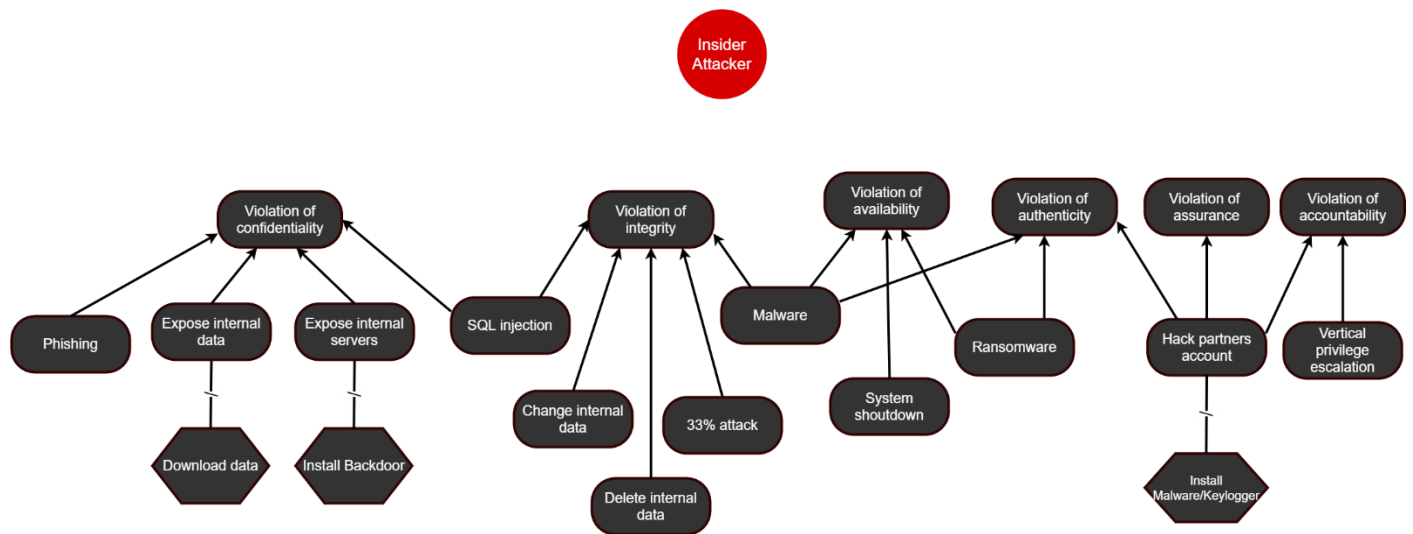 Insider
Attacker
Violation of
confidentiality
Violation of
integrity
Violation of
availability
Violation of
authenticity
Violation of
assurance
Violation of
accountability
Phishing
Expose internal
data
Expose internal
servers
SQL injection
Malware
Ransomware
Hack partners
account
Vertical
privilege
escalation
Change internal
data
33% attack
System
shoutdown
Download data
Install Backdoor
Delete internal
data
Install
Malware/Keylogger